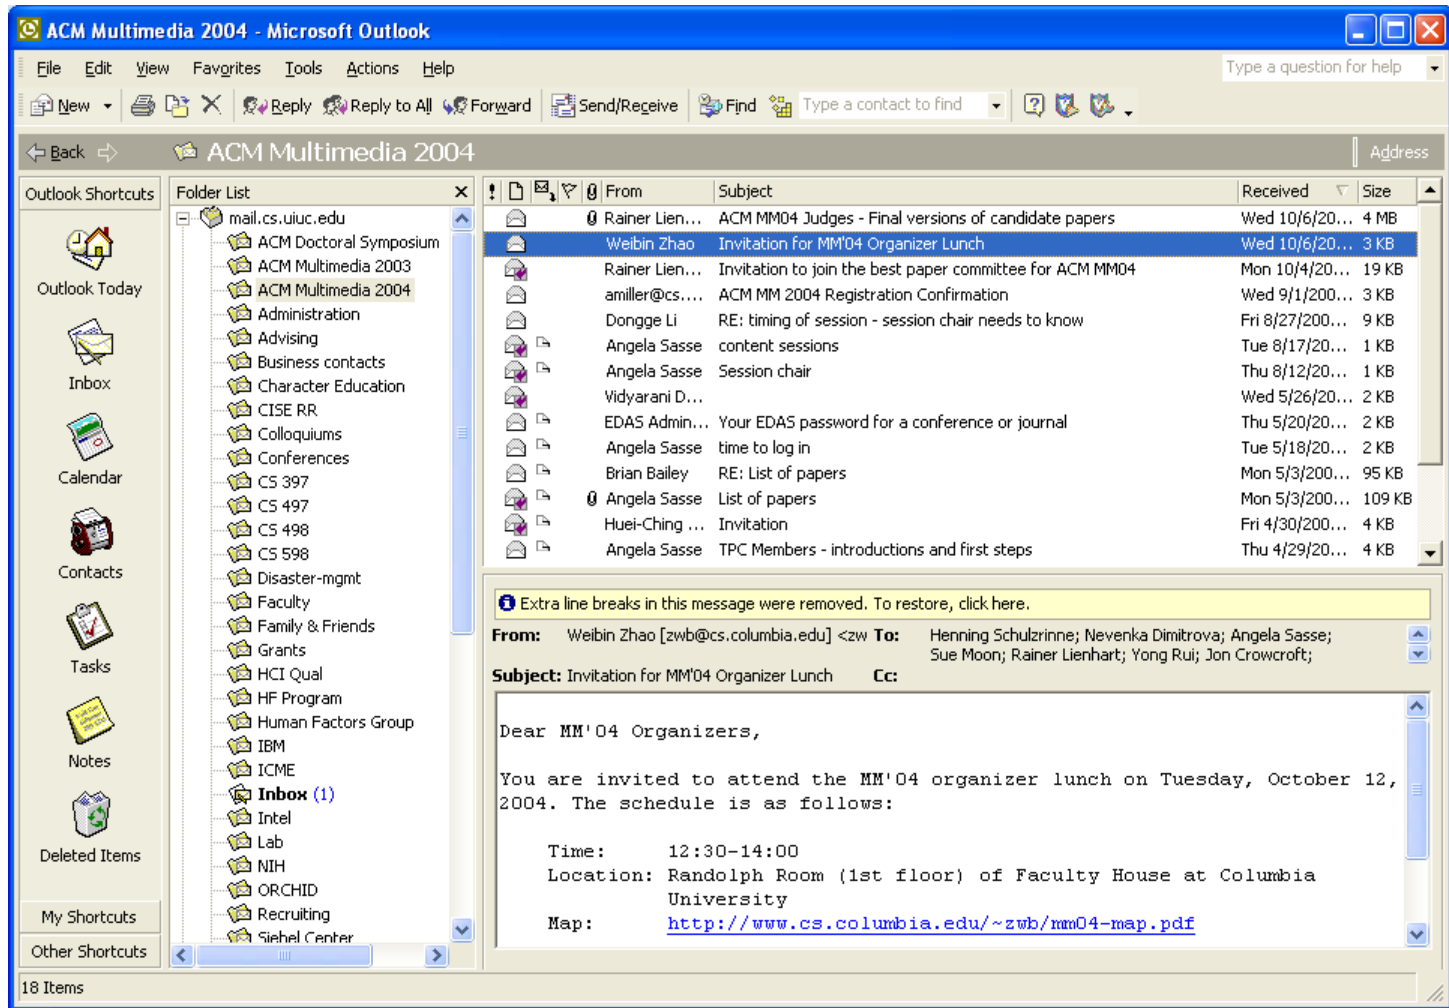 ACM Multimedia 2004 - Microsoft Outlook
File Edit View Favorites Tools Actions Help Type a question for help
New Reply Reply to All Forward Send/Receive Find Type a contact to find
Back ACM Multimedia 2004 Address
Outlook Shortcuts
Outlook Today
Inbox
Calendar
Contacts
Tasks
Notes
Deleted Items
My Shortcuts
Other Shortcuts
Folder List
mail.cs.uiuc.edu
ACM Doctoral Symposium
ACM Multimedia 2003
ACM Multimedia 2004
Administration
Advising
Business contacts
Character Education
CISE RR
Colloquiums
Conferences
CS 397
CS 497
CS 498
CS 598
Disaster-mgmt
Faculty
Family & Friends
Grants
HCI Qual
HF Program
Human Factors Group
IBM
ICME
Inbox (1)
Intel
Lab
NIH
ORCHID
Recruiting
Siebel Center
! From Subject Received Size
Rainer Lien... ACM MM04 Judges - Final versions of candidate papers Wed 10/6/20... 4 MB
Weibin Zhao Invitation for MM'04 Organizer Lunch Wed 10/6/20... 3 KB
Rainer Lien... Invitation to join the best paper committee for ACM MM04 Mon 10/4/20... 19 KB
amiller@cs.... ACM MM 2004 Registration Confirmation Wed 9/1/200... 3 KB
Dongge Li RE: timing of session - session chair needs to know Fri 8/27/200... 9 KB
Angela Sasse content sessions Tue 8/17/20... 1 KB
Angela Sasse Session chair Thu 8/12/20... 1 KB
Vidyarani D... Wed 5/26/20... 2 KB
EDAS Admin... Your EDAS password for a conference or journal Thu 5/20/20... 2 KB
Angela Sasse time to log in Tue 5/18/20... 2 KB
Brian Bailey RE: List of papers Mon 5/3/200... 95 KB
Angela Sasse List of papers Mon 5/3/200... 109 KB
Huei-Ching ... Invitation Fri 4/30/200... 4 KB
Angela Sasse TPC Members - introductions and first steps Thu 4/29/20... 4 KB
Extra line breaks in this message were removed. To restore, click here.
From: Weibin Zhao [zwb@cs.columbia.edu] <zw To: Henning Schulzrinne; Nevenka Dimitrova; Angela Sasse;
Sue Moon; Rainer Lienhart; Yong Rui; Jon Crowcroft;
Subject: Invitation for MM'04 Organizer Lunch Cc:
Dear MM'04 Organizers,
You are invited to attend the MM'04 organizer lunch on Tuesday, October 12,
2004. The schedule is as follows:
Time: 12:30-14:00
Location: Randolph Room (1st floor) of Faculty House at Columbia
University
Map: http://www.cs.columbia.edu/~zwb/mm04-map.pdf
18 Items